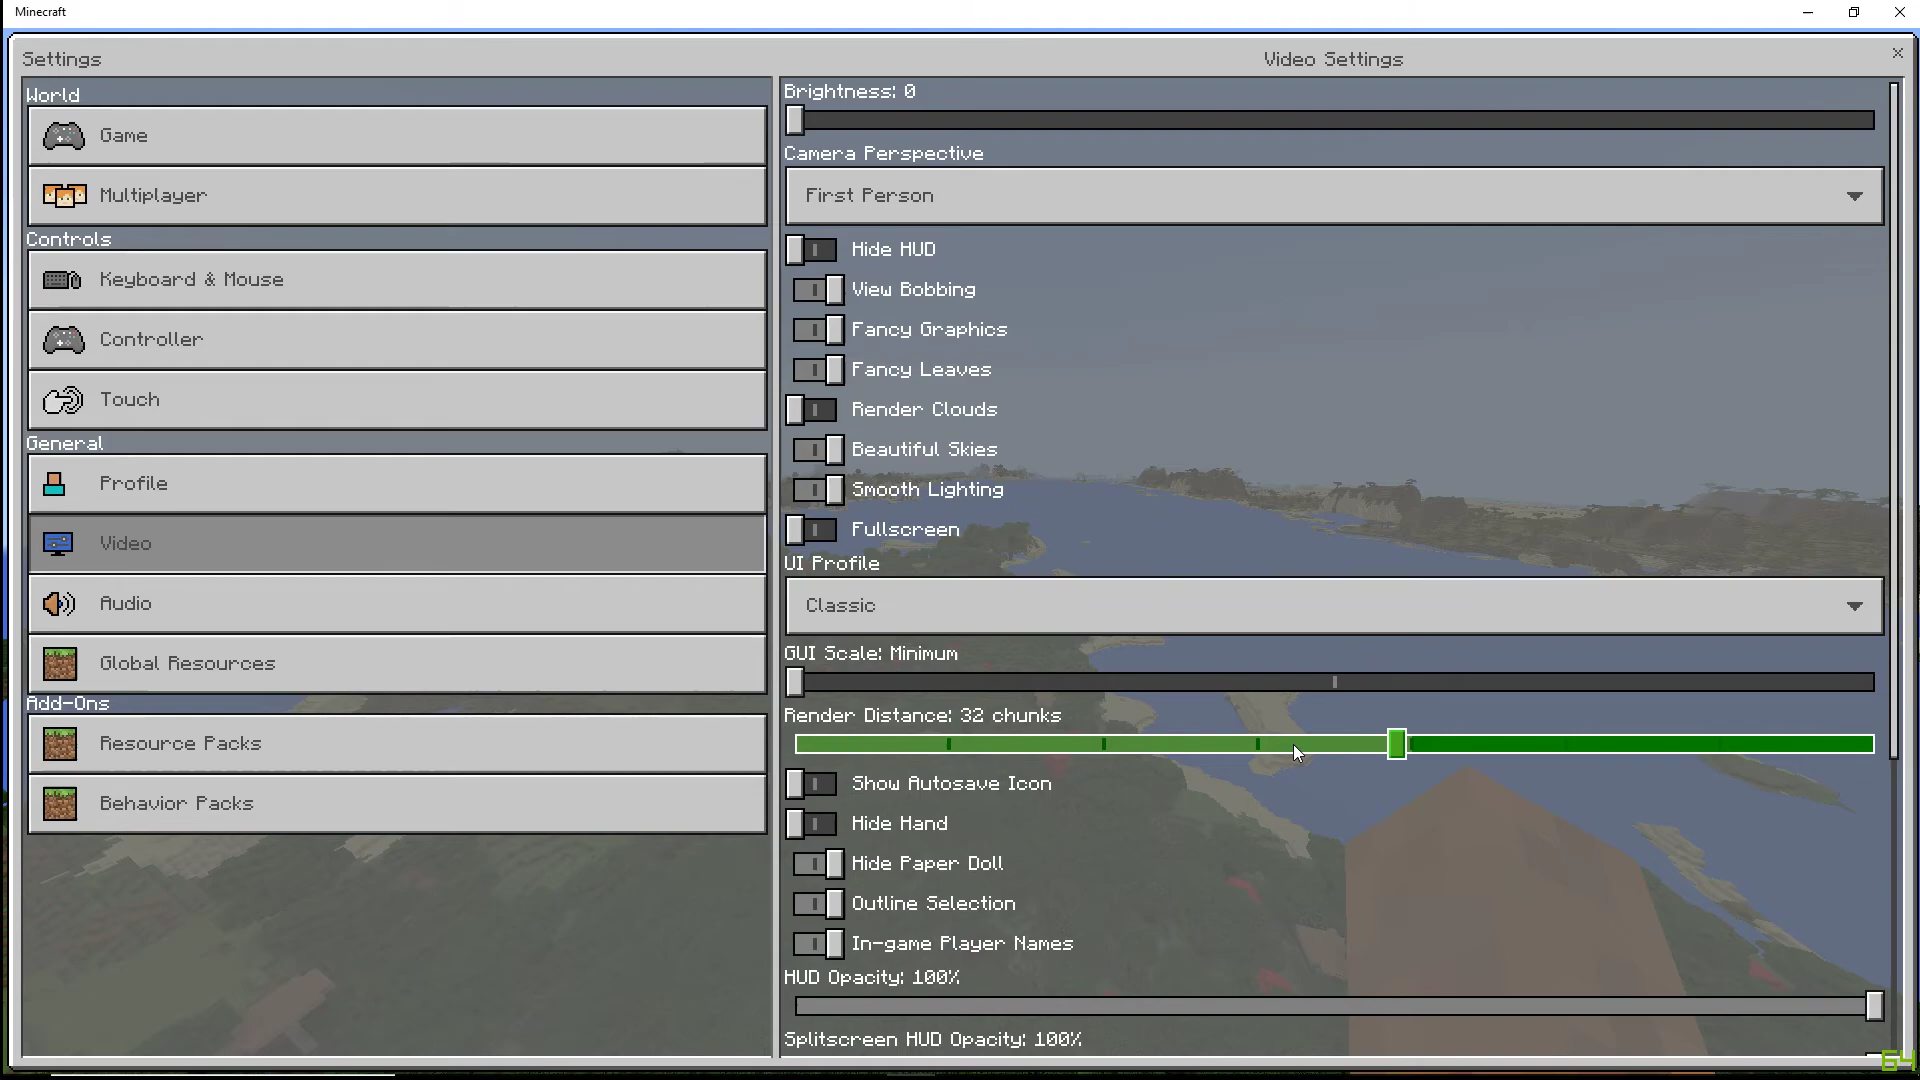 Minecraft
Settings
Video Settings
World
Game
Multiplayer
Controls
Keyboard & Mouse
Controller
Touch
General
Profile
Video
Audio
Global Resources
Add-Ons
Resource Packs
Behavior Packs
Brightness: 0
Camera Perspective
First Person
Hide HUD
View Bobbing
Fancy Graphics
Fancy Leaves
Render Clouds
Beautiful Skies
Smooth Lighting
Fullscreen
UI Profile
Classic
GUI Scale: Minimum
Render Distance: 32 chunks
Show Autosave Icon
Hide Hand
Hide Paper Doll
Outline Selection
In-game Player Names
HUD Opacity: 100%
Splitscreen HUD Opacity: 100%
64